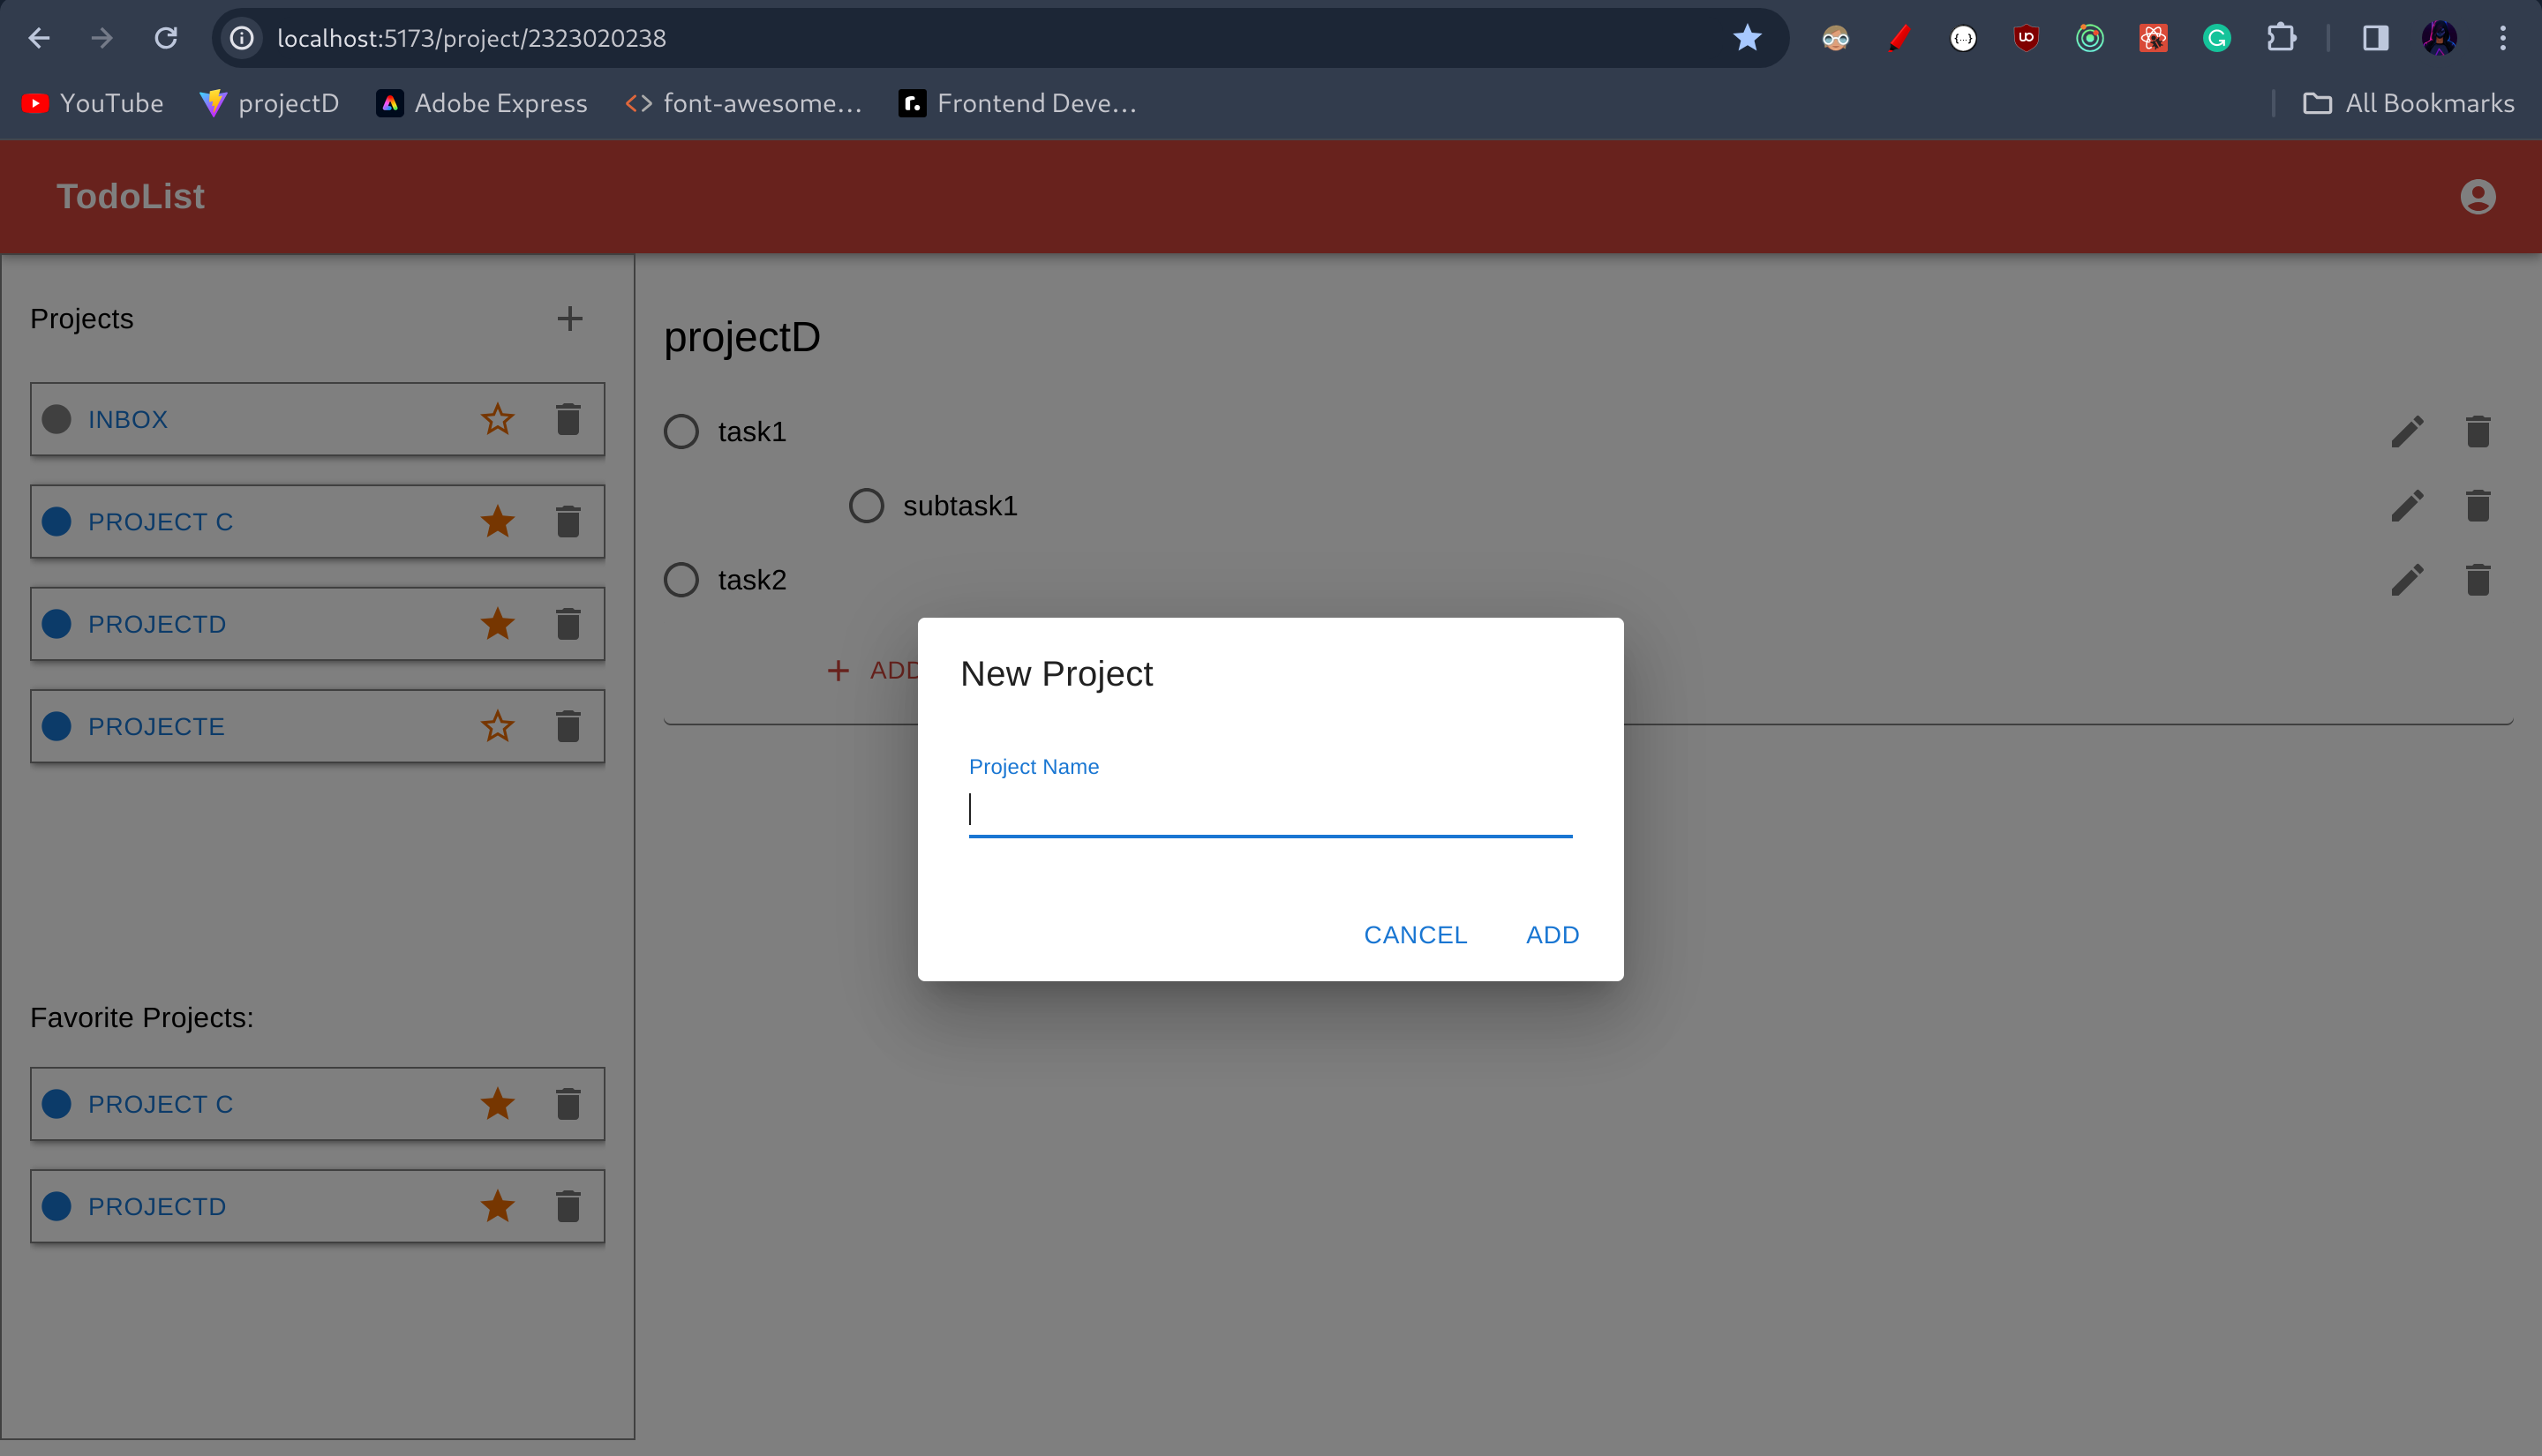 localhost:5173/project/2323020238
YouTube projectD Adobe Express font-awesome... Frontend Deve... All Bookmarks
TodoList
Projects
INBOX
PROJECT C
PROJECTD
PROJECTE
Favorite Projects:
PROJECT C
PROJECTD
projectD
task1
subtask1
task2
ADD
New Project
Project Name
CANCEL ADD